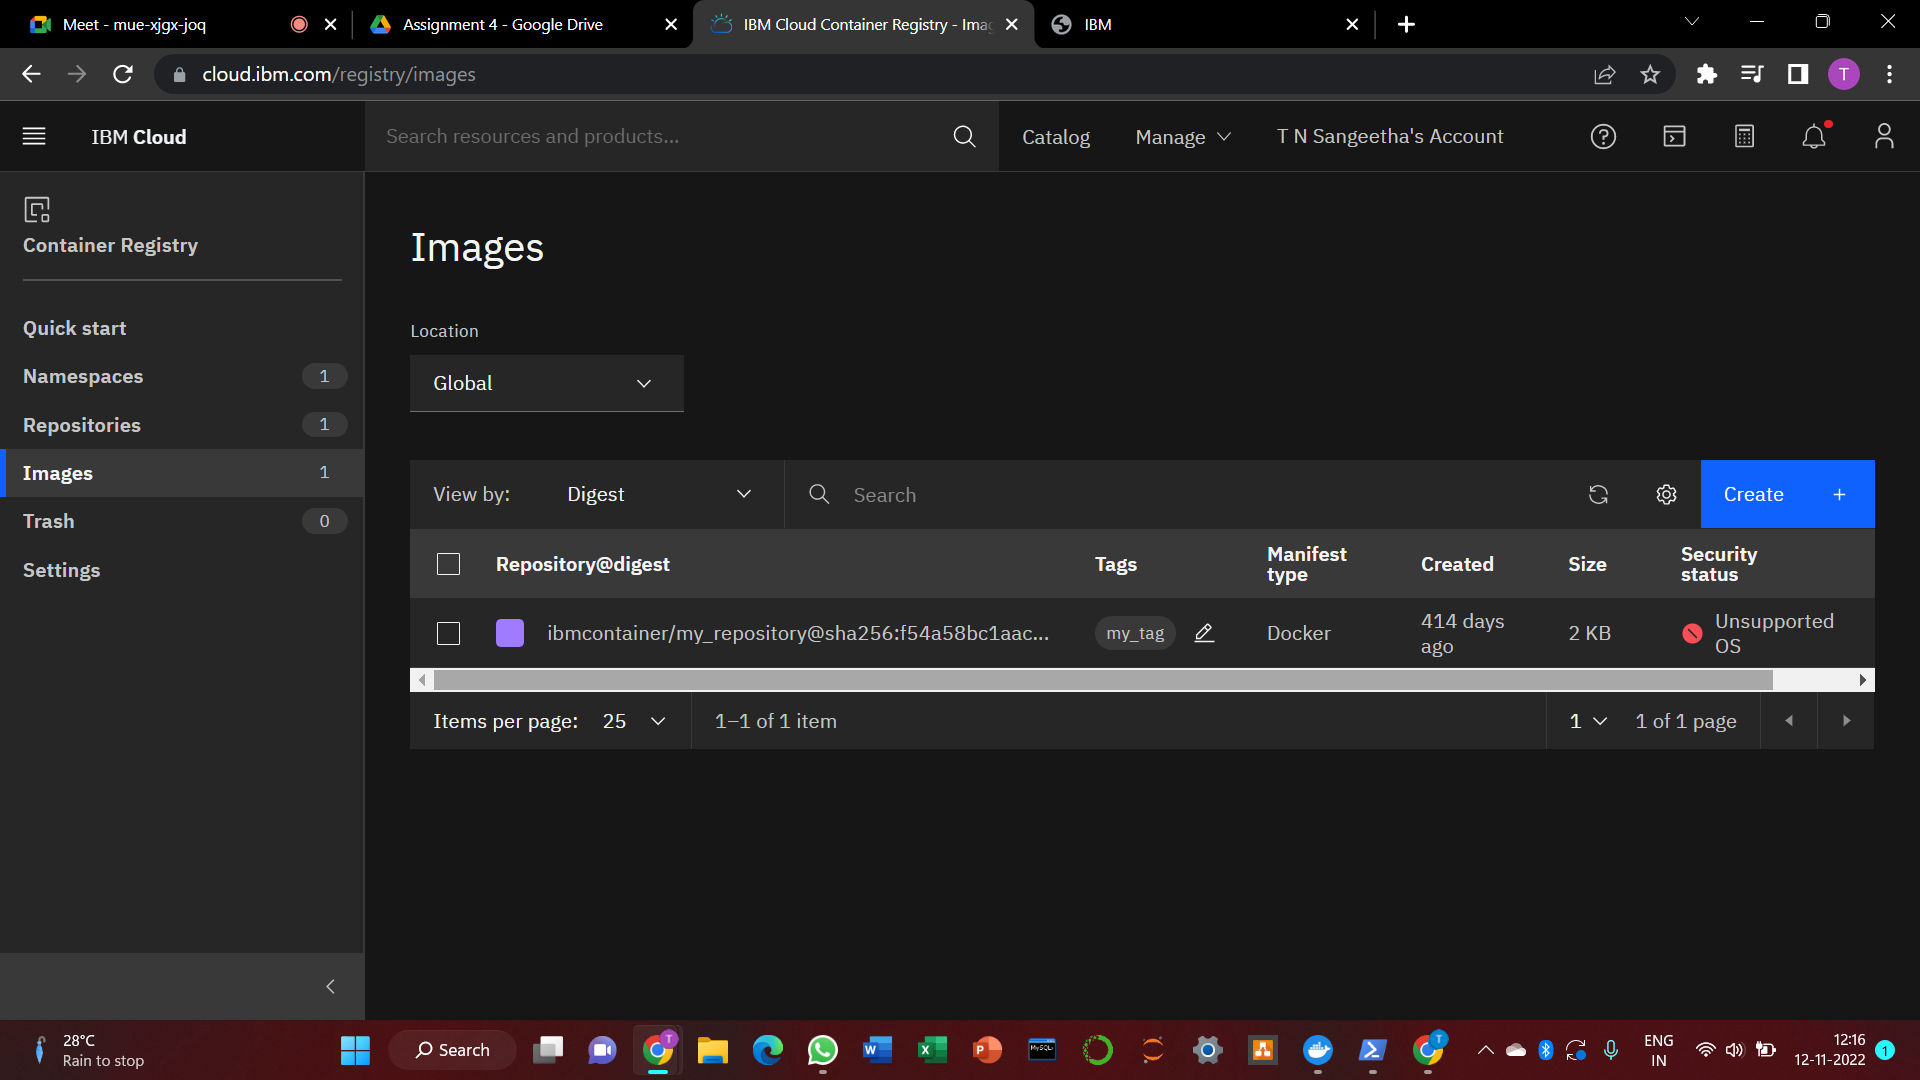 Meet - mue-xjgx-joq
Assignment 4 - Google Drive
IBM Cloud Container Registry - Imag
IBM
cloud.ibm.com/registry/images
T
IBM Cloud
Search resources and products...
Catalog
Manage
T N Sangeetha's Account
Container Registry
Quick start
Namespaces 1
Repositories 1
Images 1
Trash 0
Settings
Images
Location
Global
View by: Digest
Search
Create +
Repository@digest Tags Manifest type Created Size Security status
ibmcontainer/my_repository@sha256:f54a58bc1aac... my_tag Docker 414 days ago 2 KB Unsupported OS
Items per page: 25 1–1 of 1 item 1 1 of 1 page
28°C
Rain to stop
Search
T
W
X
P
MySQL
T
ENG
IN
12:16
12-11-2022
1